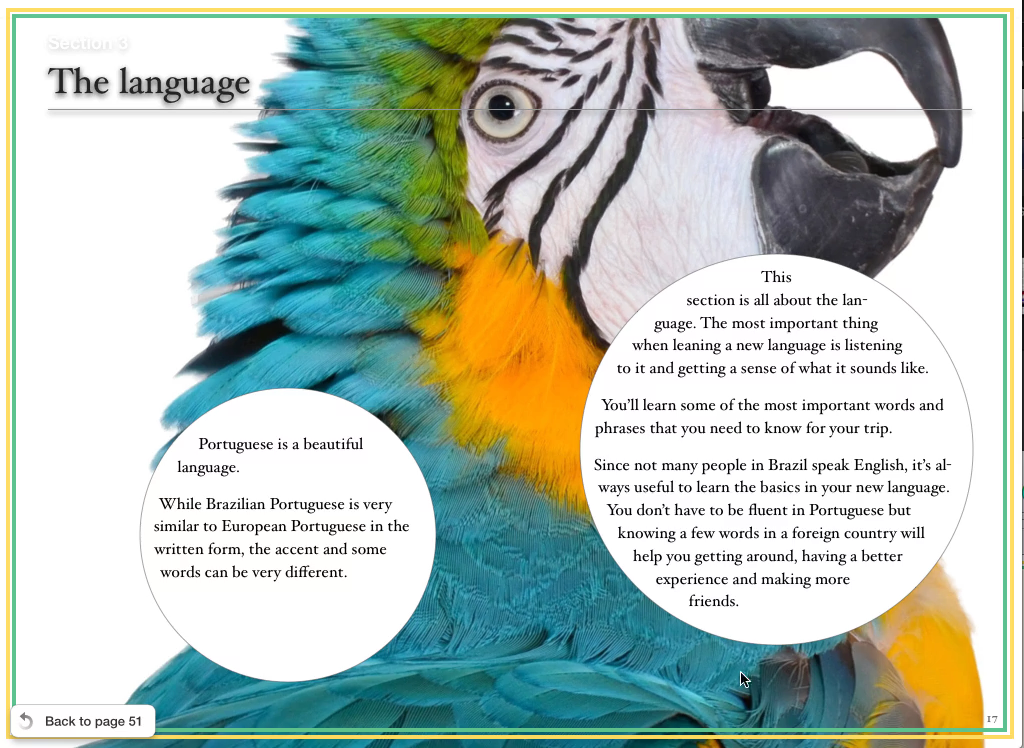 Section 3
The language
Portuguese is a beautiful
language.
While Brazilian Portuguese is very
similar to European Portuguese in the
written form, the accent and some
words can be very different.
This
section is all about the lan-
guage. The most important thing
when leaning a new language is listening
to it and getting a sense of what it sounds like.
You'll learn some of the most important words and
phrases that you need to know for your trip.
Since not many people in Brazil speak English, it's al-
ways useful to learn the basics in your new language.
You don't have to be fluent in Portuguese but
knowing a few words in a foreign country will
help you getting around, having a better
experience and making more
friends.
Back to page 51
17